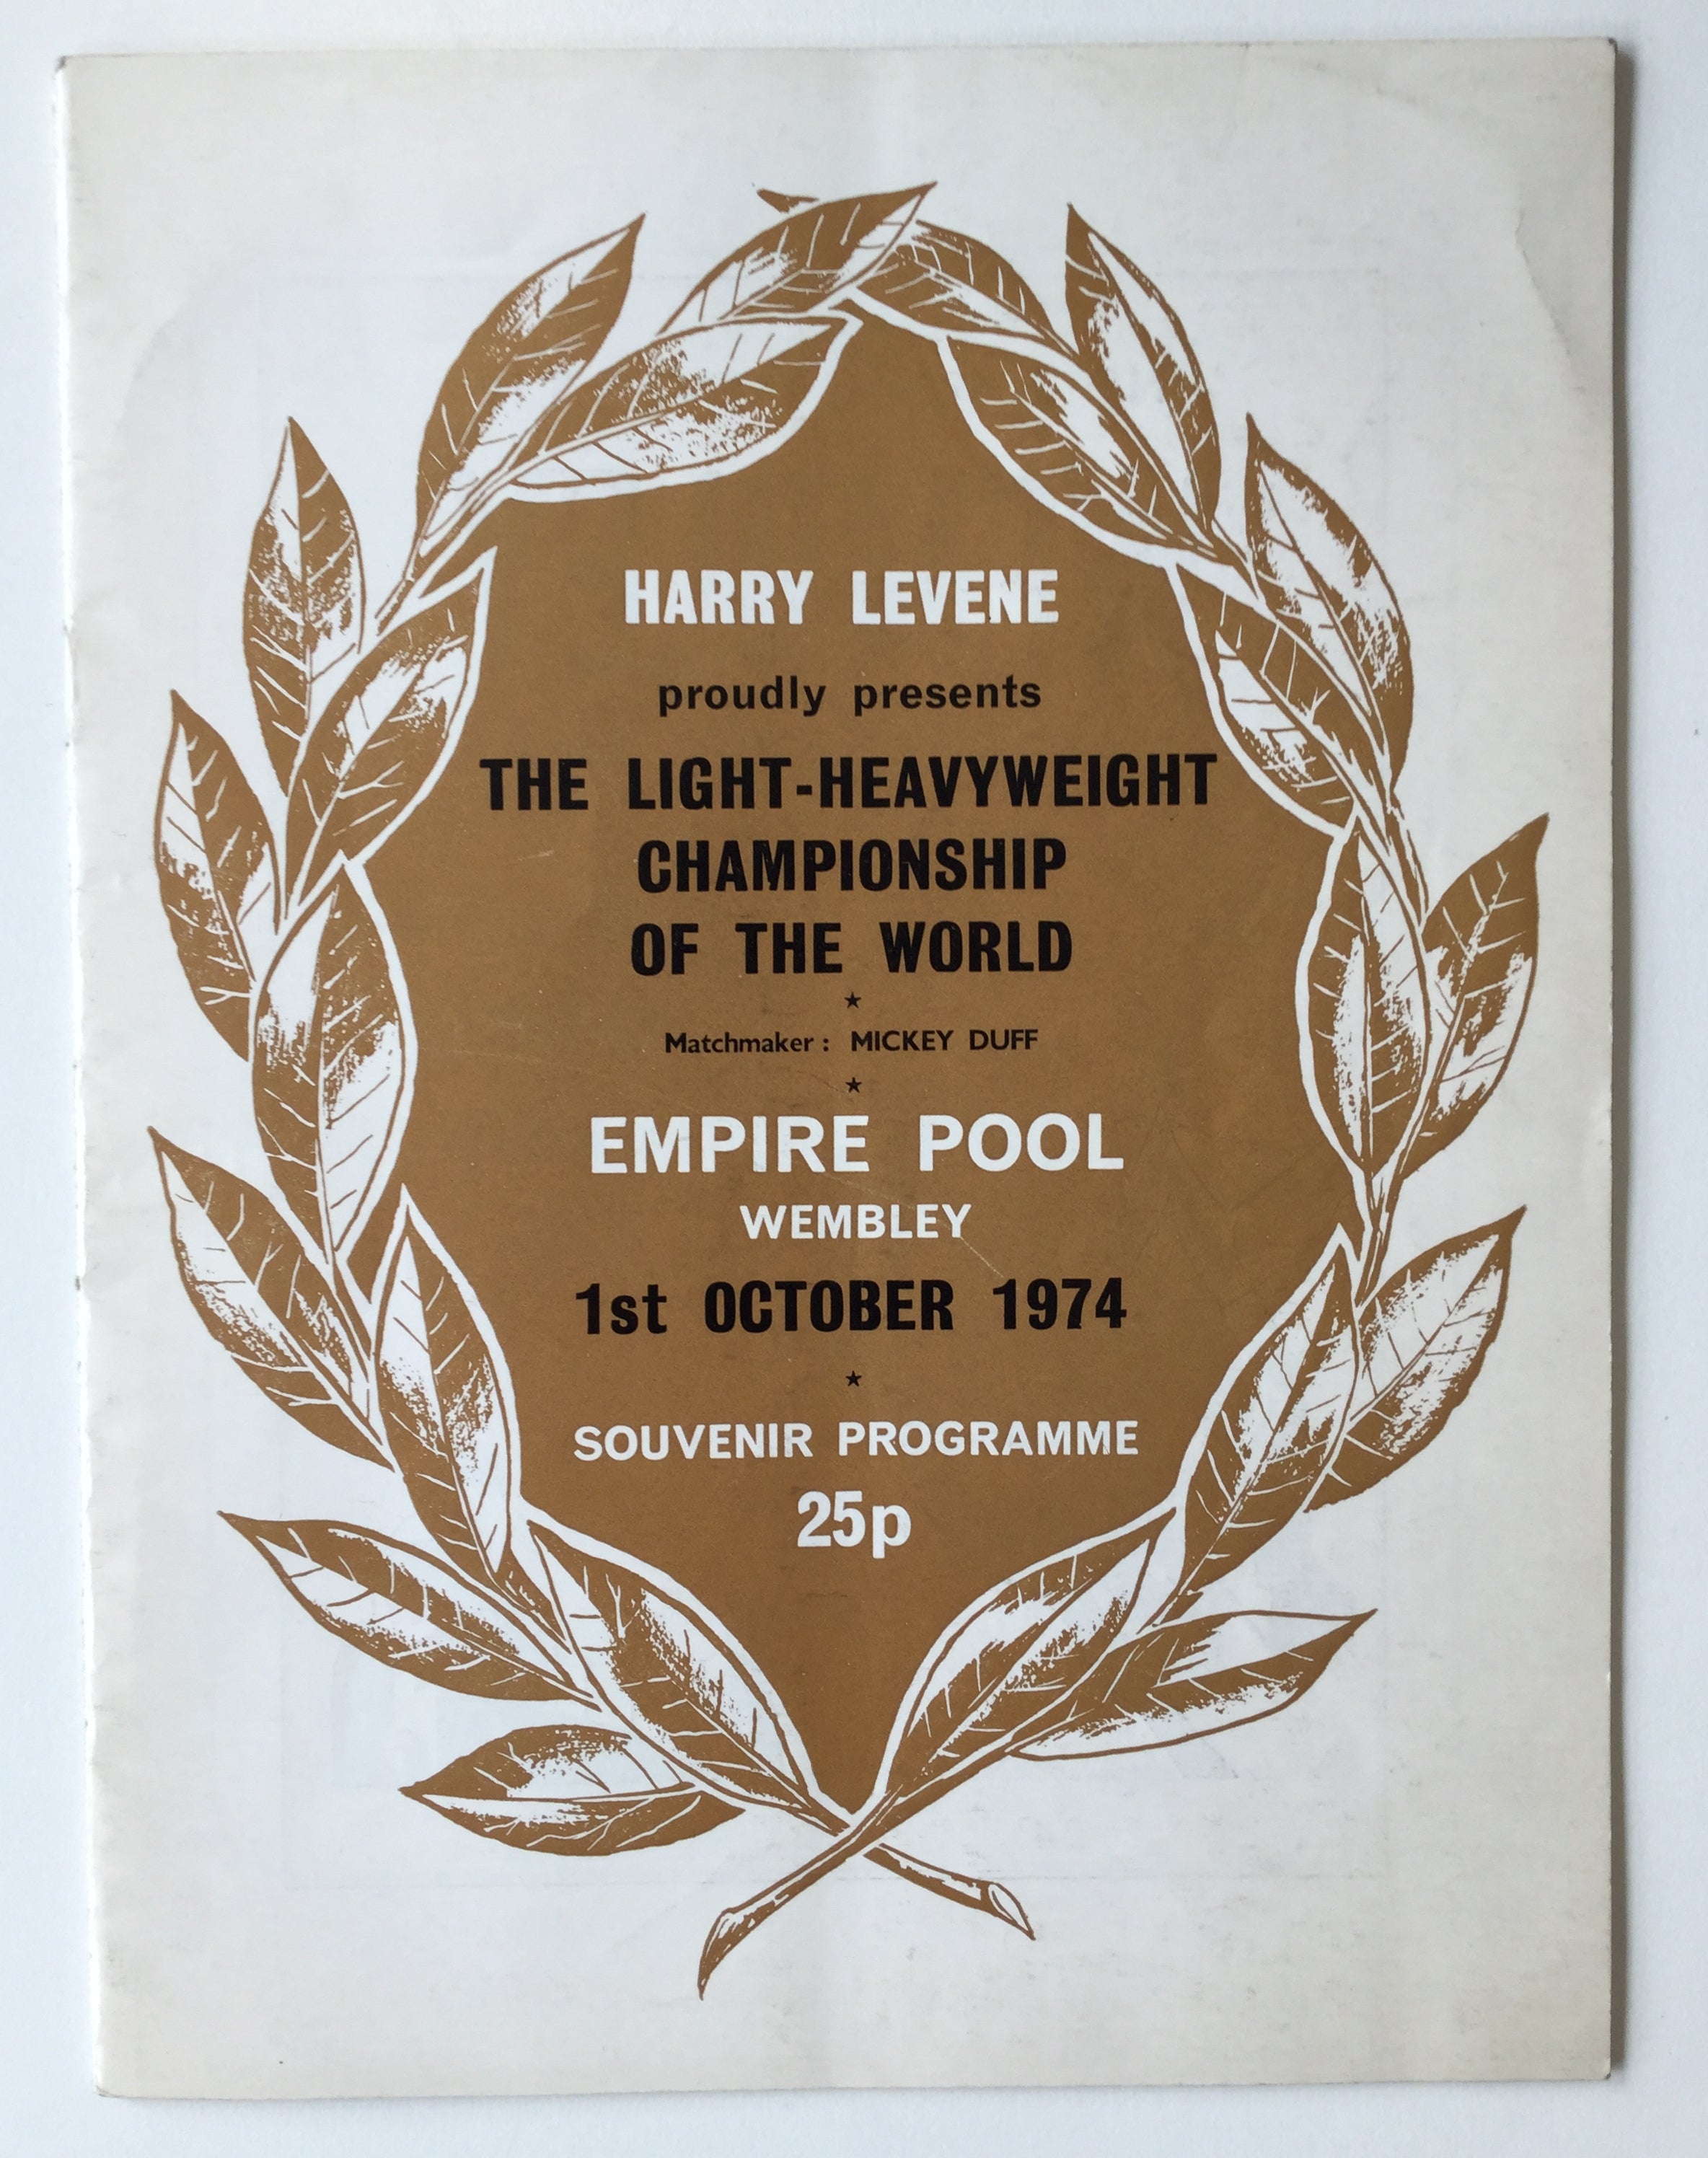 HARRY LEVENE
proudly presents
THE LIGHT-HEAVYWEIGHT
CHAMPIONSHIP
OF THE WORLD
★
Matchmaker : MICKEY DUFF
★
EMPIRE POOL
WEMBLEY
1st OCTOBER 1974
★
SOUVENIR PROGRAMME
25p